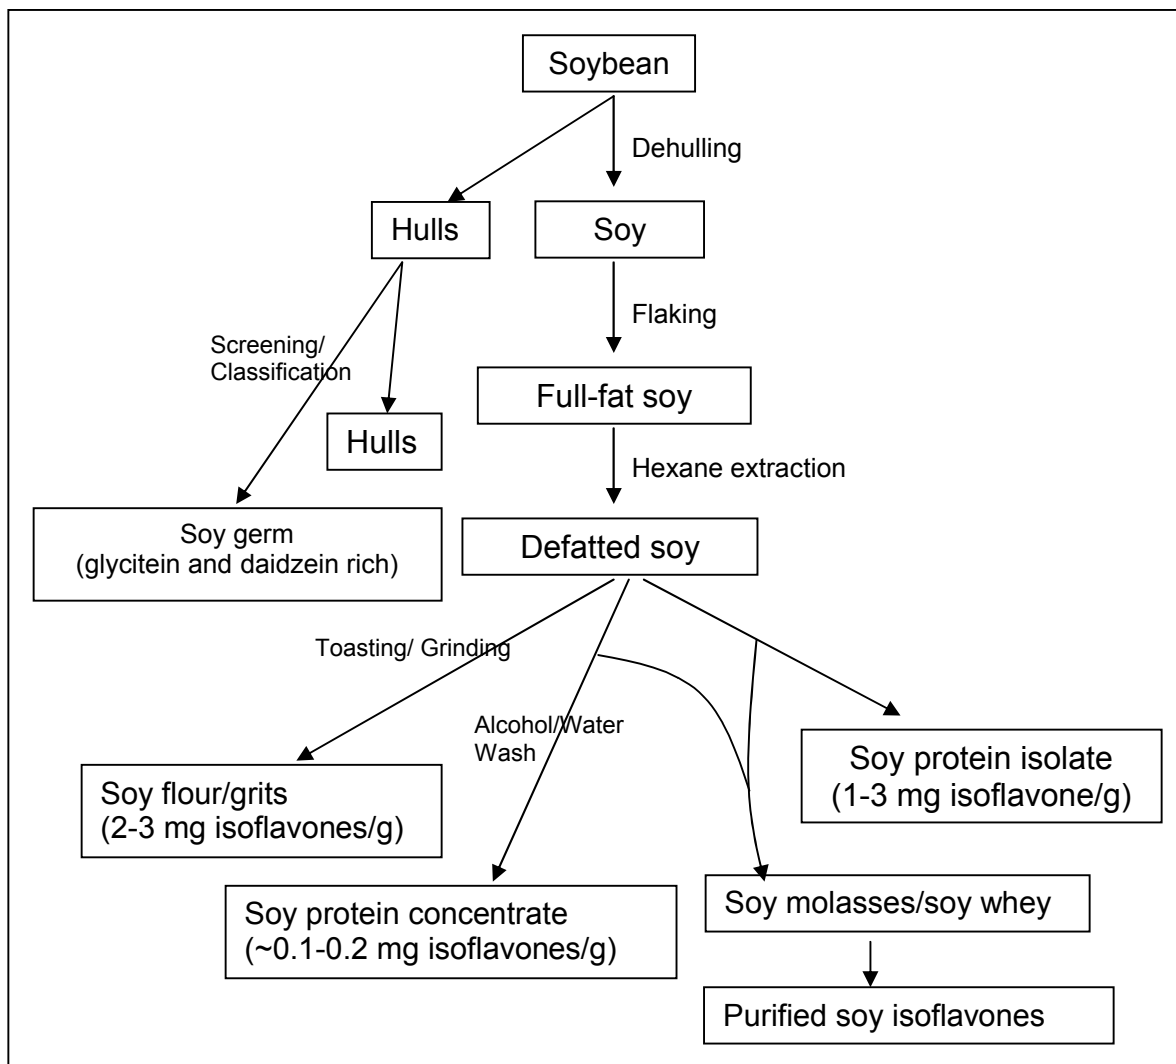 Soybean
Dehulling
Hulls
Soy
Flaking
Screening/
Classification
Full-fat soy
Hulls
Hexane extraction
Soy germ
(glycitein and daidzein rich)
Defatted soy
Toasting/ Grinding
Alcohol/Water
Wash
Soy protein isolate
(1-3 mg isoflavone/g)
Soy flour/grits
(2-3 mg isoflavones/g)
Soy protein concentrate
(~0.1-0.2 mg isoflavones/g)
Soy molasses/soy whey
Purified soy isoflavones